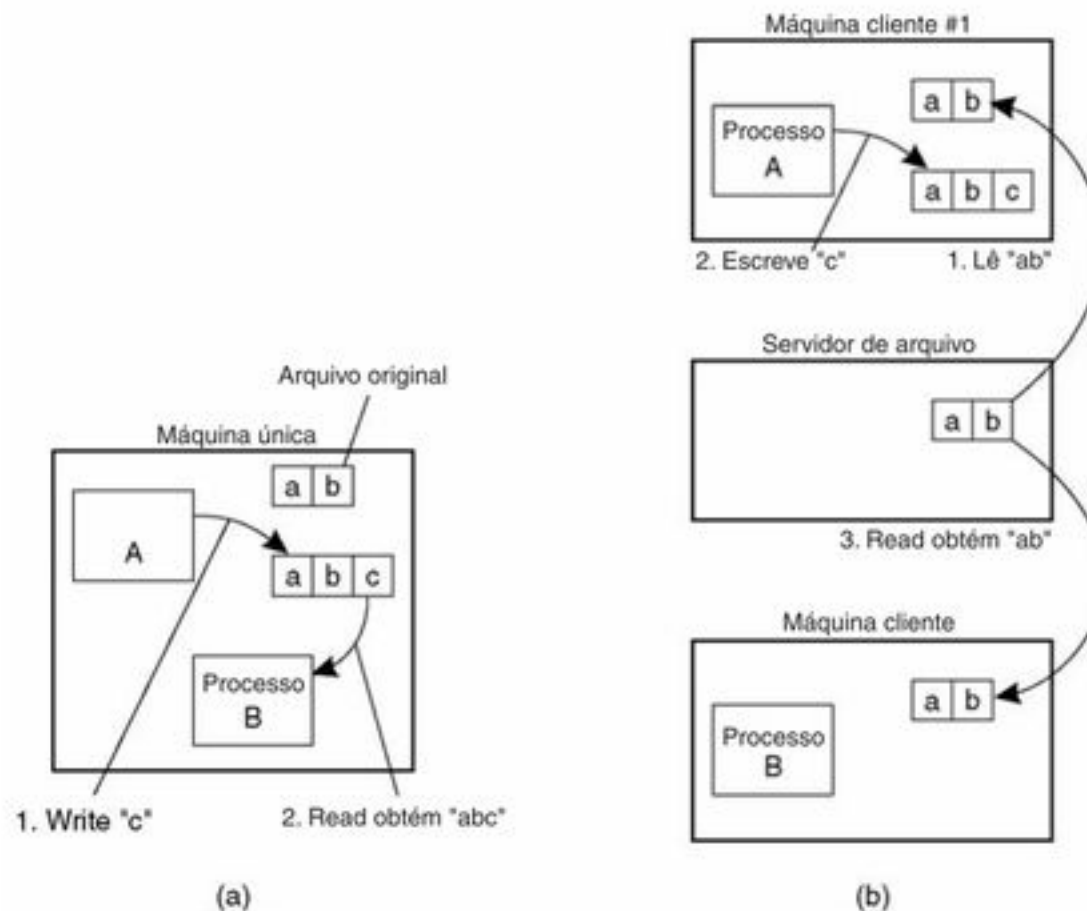 Máquina cliente #1
a b
Processo
A
a b c
2. Escreve "c"
1. Lê "ab"
Servidor de arquivo
a b
3. Read obtém "ab"
Máquina cliente
a b
Processo
B
Arquivo original
Máquina única
a b
A
a b c
Processo
B
1. Write "c"
2. Read obtém "abc"
(a)
(b)